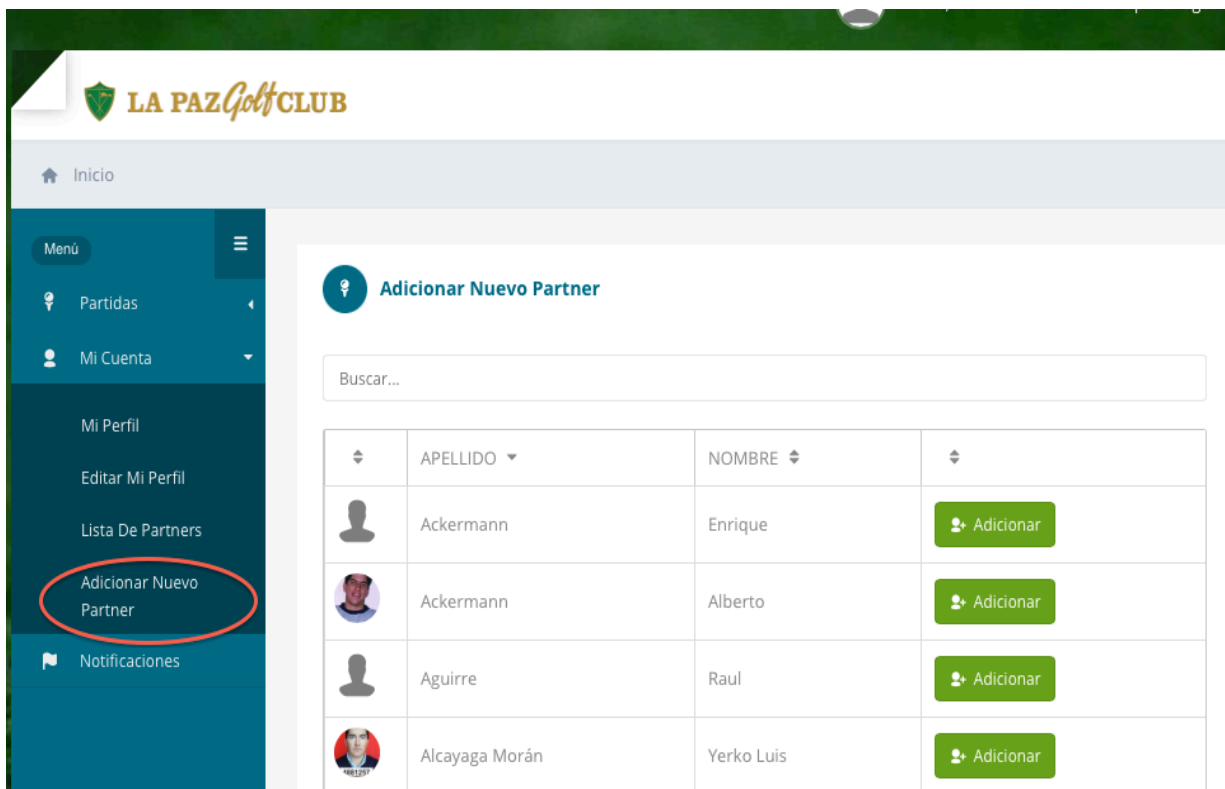 LA PAZ Golf CLUB
Inicio
Menú
Partidas
Mi Cuenta
Mi Perfil
Editar Mi Perfil
Lista De Partners
Adicionar Nuevo
Partner
Notificaciones
Adicionar Nuevo Partner
Buscar...
APELLIDO NOMBRE
Ackermann Enrique Adicionar
Ackermann Alberto Adicionar
Aguirre Raul Adicionar
Alcayaga Morán Yerko Luis Adicionar